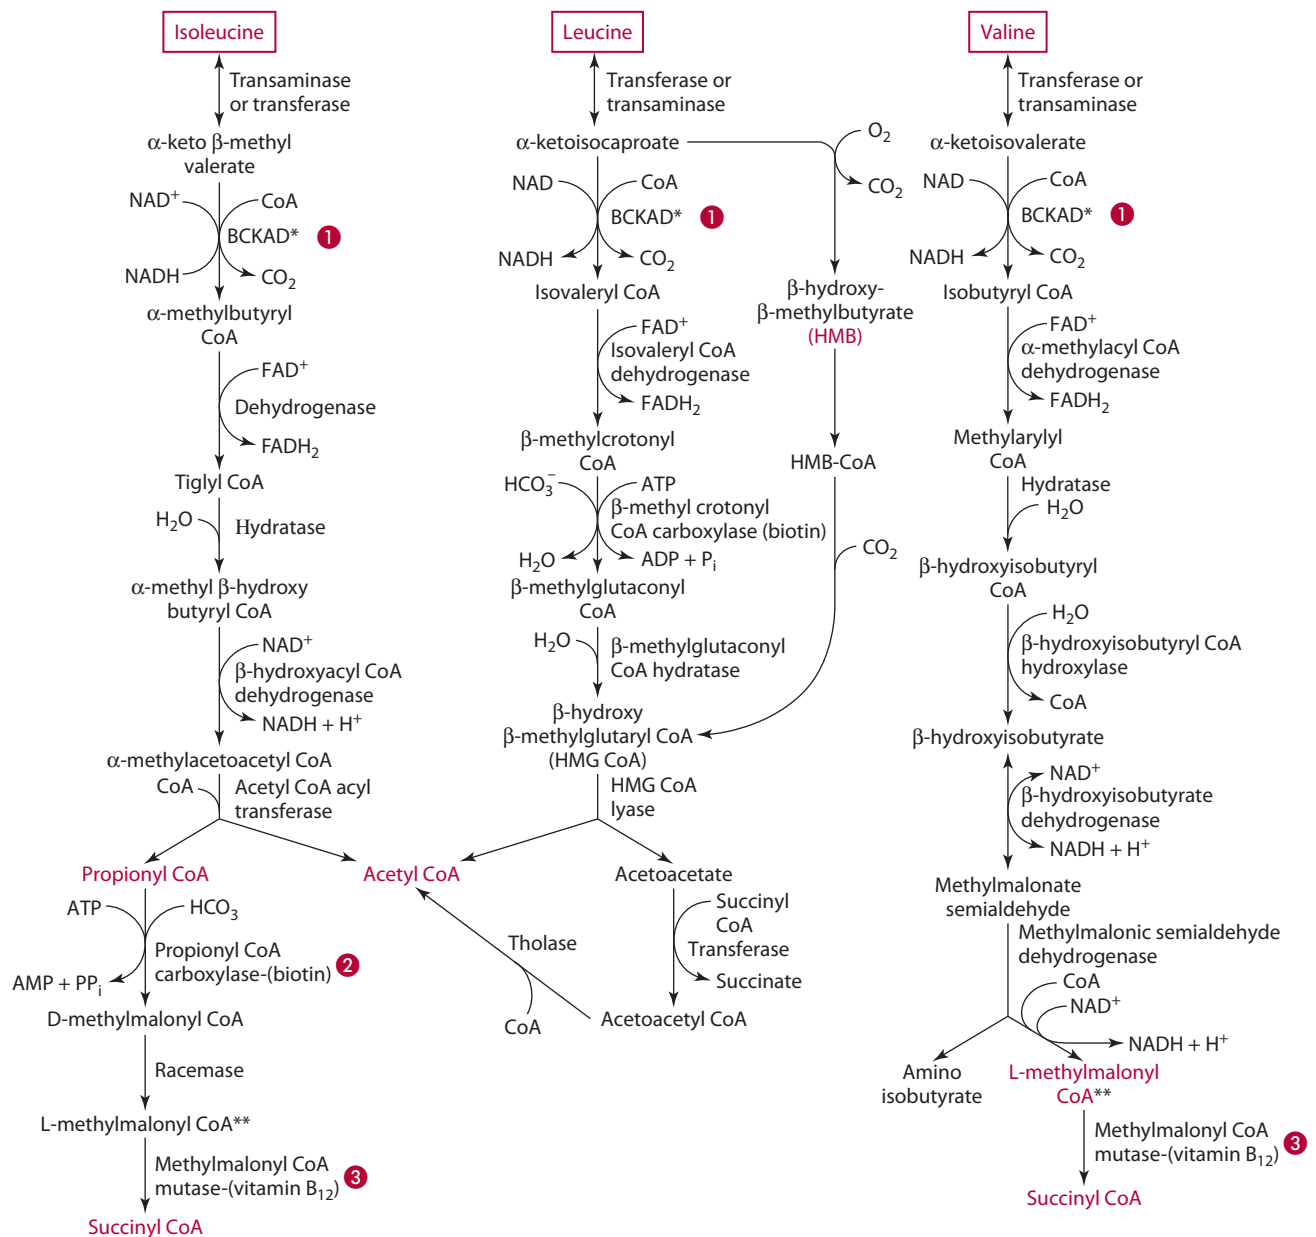 Isoleucine
Transaminase
or transferase
α-keto β-methyl
valerate
NAD⁺
CoA
BCKAD*
1
NADH
CO₂
α-methylbutyryl
CoA
FAD⁺
Dehydrogenase
FADH₂
Tiglyl CoA
H₂O
Hydratase
α-methyl β-hydroxy
butyryl CoA
NAD⁺
β-hydroxyacyl CoA
dehydrogenase
NADH + H⁺
α-methylacetoacetyl CoA
CoA
Acetyl CoA acyl
transferase
Propionyl CoA
ATP
HCO₃
Propionyl CoA
carboxylase-(biotin)
2
AMP + PPᵢ
D-methylmalonyl CoA
Racemase
L-methylmalonyl CoA**
Methylmalonyl CoA
mutase-(vitamin B₁₂)
3
Succinyl CoA
Leucine
Transferase or
transaminase
α-ketoisocaproate
NAD
CoA
BCKAD*
1
NADH
CO₂
Isovaleryl CoA
FAD⁺
Isovaleryl CoA
dehydrogenase
FADH₂
β-methylcrotonyl
CoA
HCO₃⁻
ATP
β-methyl crotonyl
CoA carboxylase (biotin)
H₂O
ADP + Pᵢ
β-methylglutaconyl
CoA
H₂O
β-methylglutaconyl
CoA hydratase
β-hydroxy
β-methylglutaryl CoA
(HMG CoA)
HMG CoA
lyase
Acetyl CoA
Acetoacetate
Succinyl
CoA
Transferase
Succinate
Acetoacetyl CoA
Tholase
CoA
O₂
CO₂
β-hydroxy-
β-methylbutyrate
(HMB)
HMB-CoA
CO₂
Valine
Transferase or
transaminase
α-ketoisovalerate
NAD
CoA
BCKAD*
1
NADH
CO₂
Isobutyryl CoA
FAD⁺
α-methylacyl CoA
dehydrogenase
FADH₂
Methylarylyl
CoA
Hydratase
H₂O
β-hydroxyisobutyryl
CoA
H₂O
β-hydroxyisobutyryl CoA
hydroxylase
CoA
β-hydroxyisobutyrate
NAD⁺
β-hydroxyisobutyrate
dehydrogenase
NADH + H⁺
Methylmalonate
semialdehyde
Methylmalonic semialdehyde
dehydrogenase
CoA
NAD⁺
NADH + H⁺
Amino
isobutyrate
L-methylmalonyl
CoA**
Methylmalonyl CoA
mutase-(vitamin B₁₂)
3
Succinyl CoA